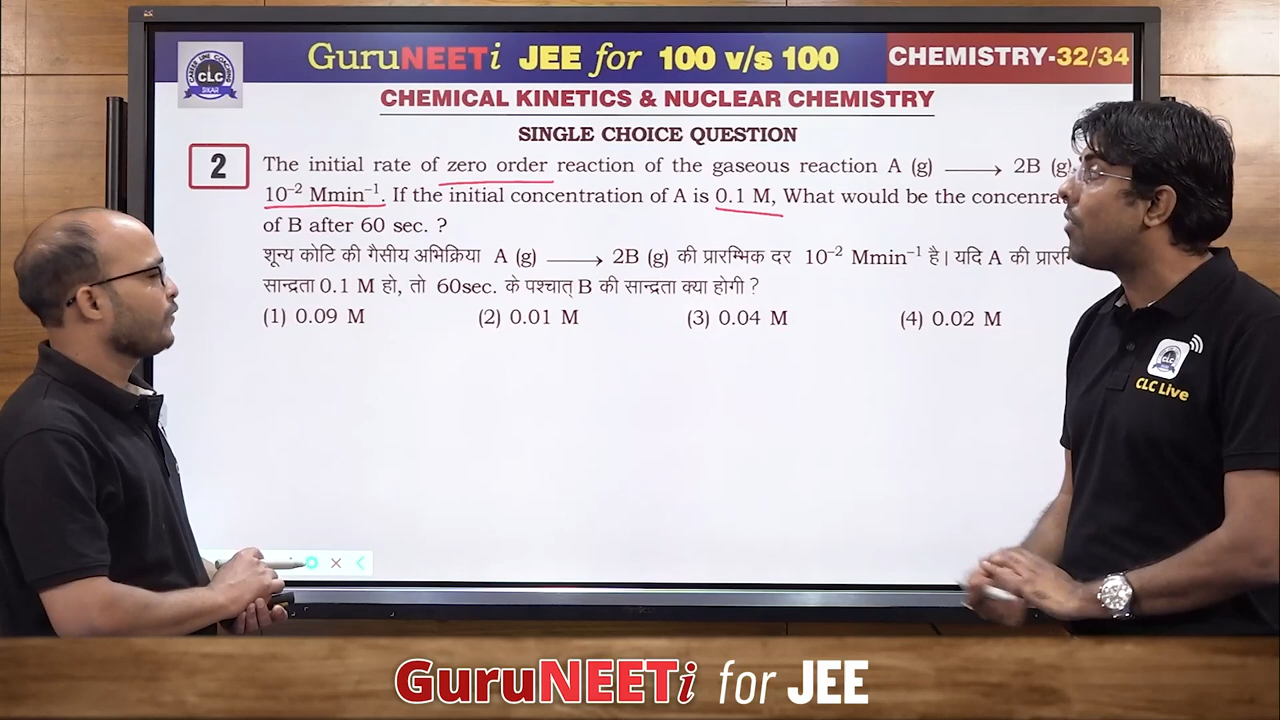 GuruNEETi JEE for 100 v/s 100
CHEMISTRY-32/34
CAREER LINE COACHING
CLC
SIKAR
CHEMICAL KINETICS & NUCLEAR CHEMISTRY
SINGLE CHOICE QUESTION
2
The initial rate of zero order reaction of the gaseous reaction A (g) ⟶ 2B (g)
10⁻² Mmin⁻¹. If the initial concentration of A is 0.1 M, What would be the
of B after 60 sec. ?
शून्य कोटि की गैसीय अभिक्रिया A (g) ⟶ 2B (g) की प्रारम्भिक दर 10⁻² Mmin⁻¹ है। यदि A की
सान्द्रता 0.1 M हो, तो 60sec. के पश्चात् B की सान्द्रता क्या होगी ?
(1) 0.09 M (2) 0.01 M (3) 0.04 M (4) 0.02 M
CLC Live
GuruNEETi for JEE